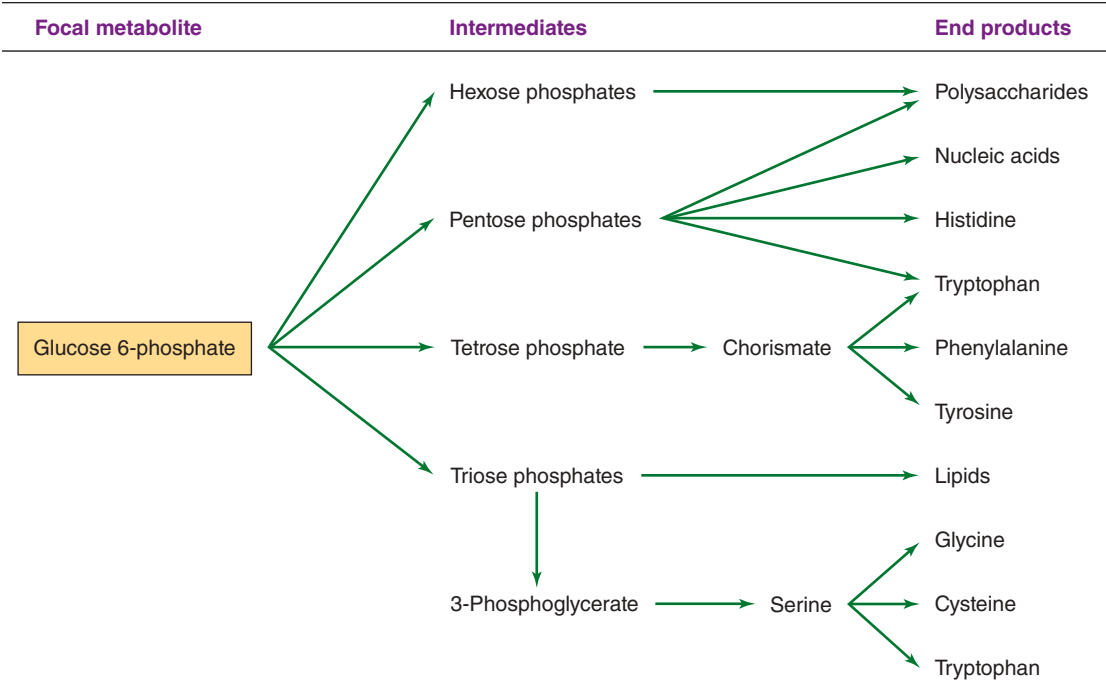 Focal metabolite Intermediates End products
Hexose phosphates Polysaccharides
Nucleic acids
Pentose phosphates Histidine
Tryptophan
Glucose 6-phosphate Tetrose phosphate Chorismate Phenylalanine
Tyrosine
Triose phosphates Lipids
Glycine
3-Phosphoglycerate Serine Cysteine
Tryptophan